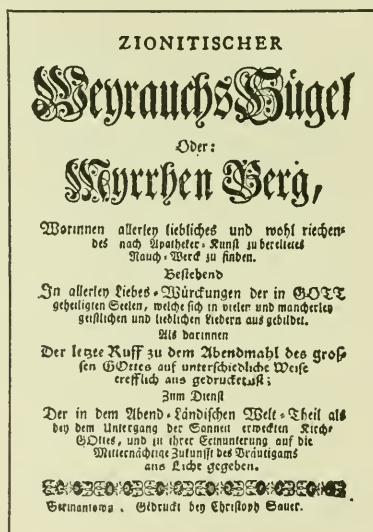 ZIONITISCHER
Weyrauchs Hügel
Oder:
Myrrhen Berg,
Worinnen allerley liebliches und wohl riechen-
des nach Apotheker-Kunst zu bereitetes
Rauch-Werck zu finden.
Bestehend
In allerley Liebes-Würckungen der in GOTT
geheiligten Seelen, welche sich in vieler und mancherley
geistlichen und lieblichen Liedern aus gebildet.
Als darinnen
Der letzte Ruff zu dem Abendmahl des gros-
sen GOttes auf unterschiedliche Weise
trefflich aus gedrucket ist;
Zum Dienst
Der in dem Abend-Ländischen Welt-Theil als
bey dem Untergang der Sonnen erweckten Kirche
GOttes, und zu ihrer Ermunterung auf die
Mitternächtige Zukunfft des Bräutigams
ans Licht gegeben.
Germantown, Gedruckt bey Christoph Sauer.